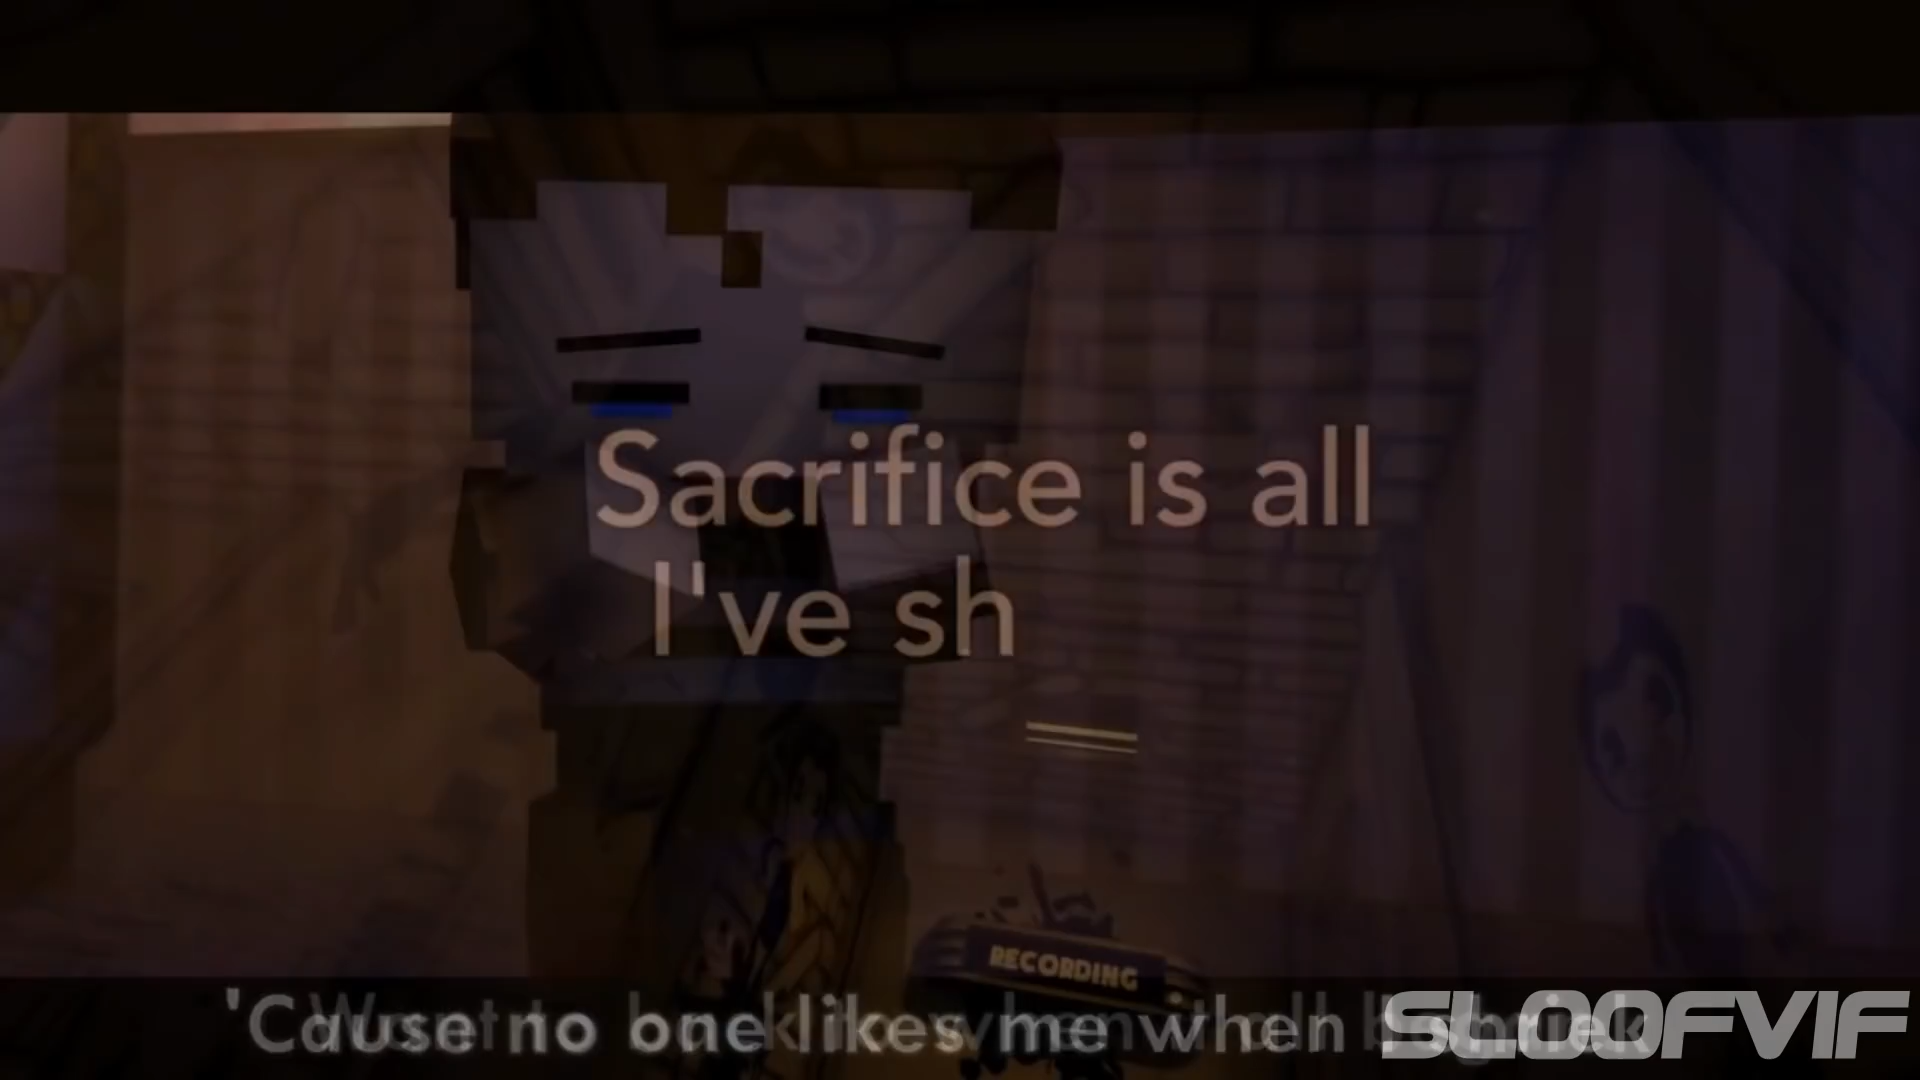 Sacrifice is all
I've sh
RECORDING
'Cause no one likes me when
SLOOFVIF